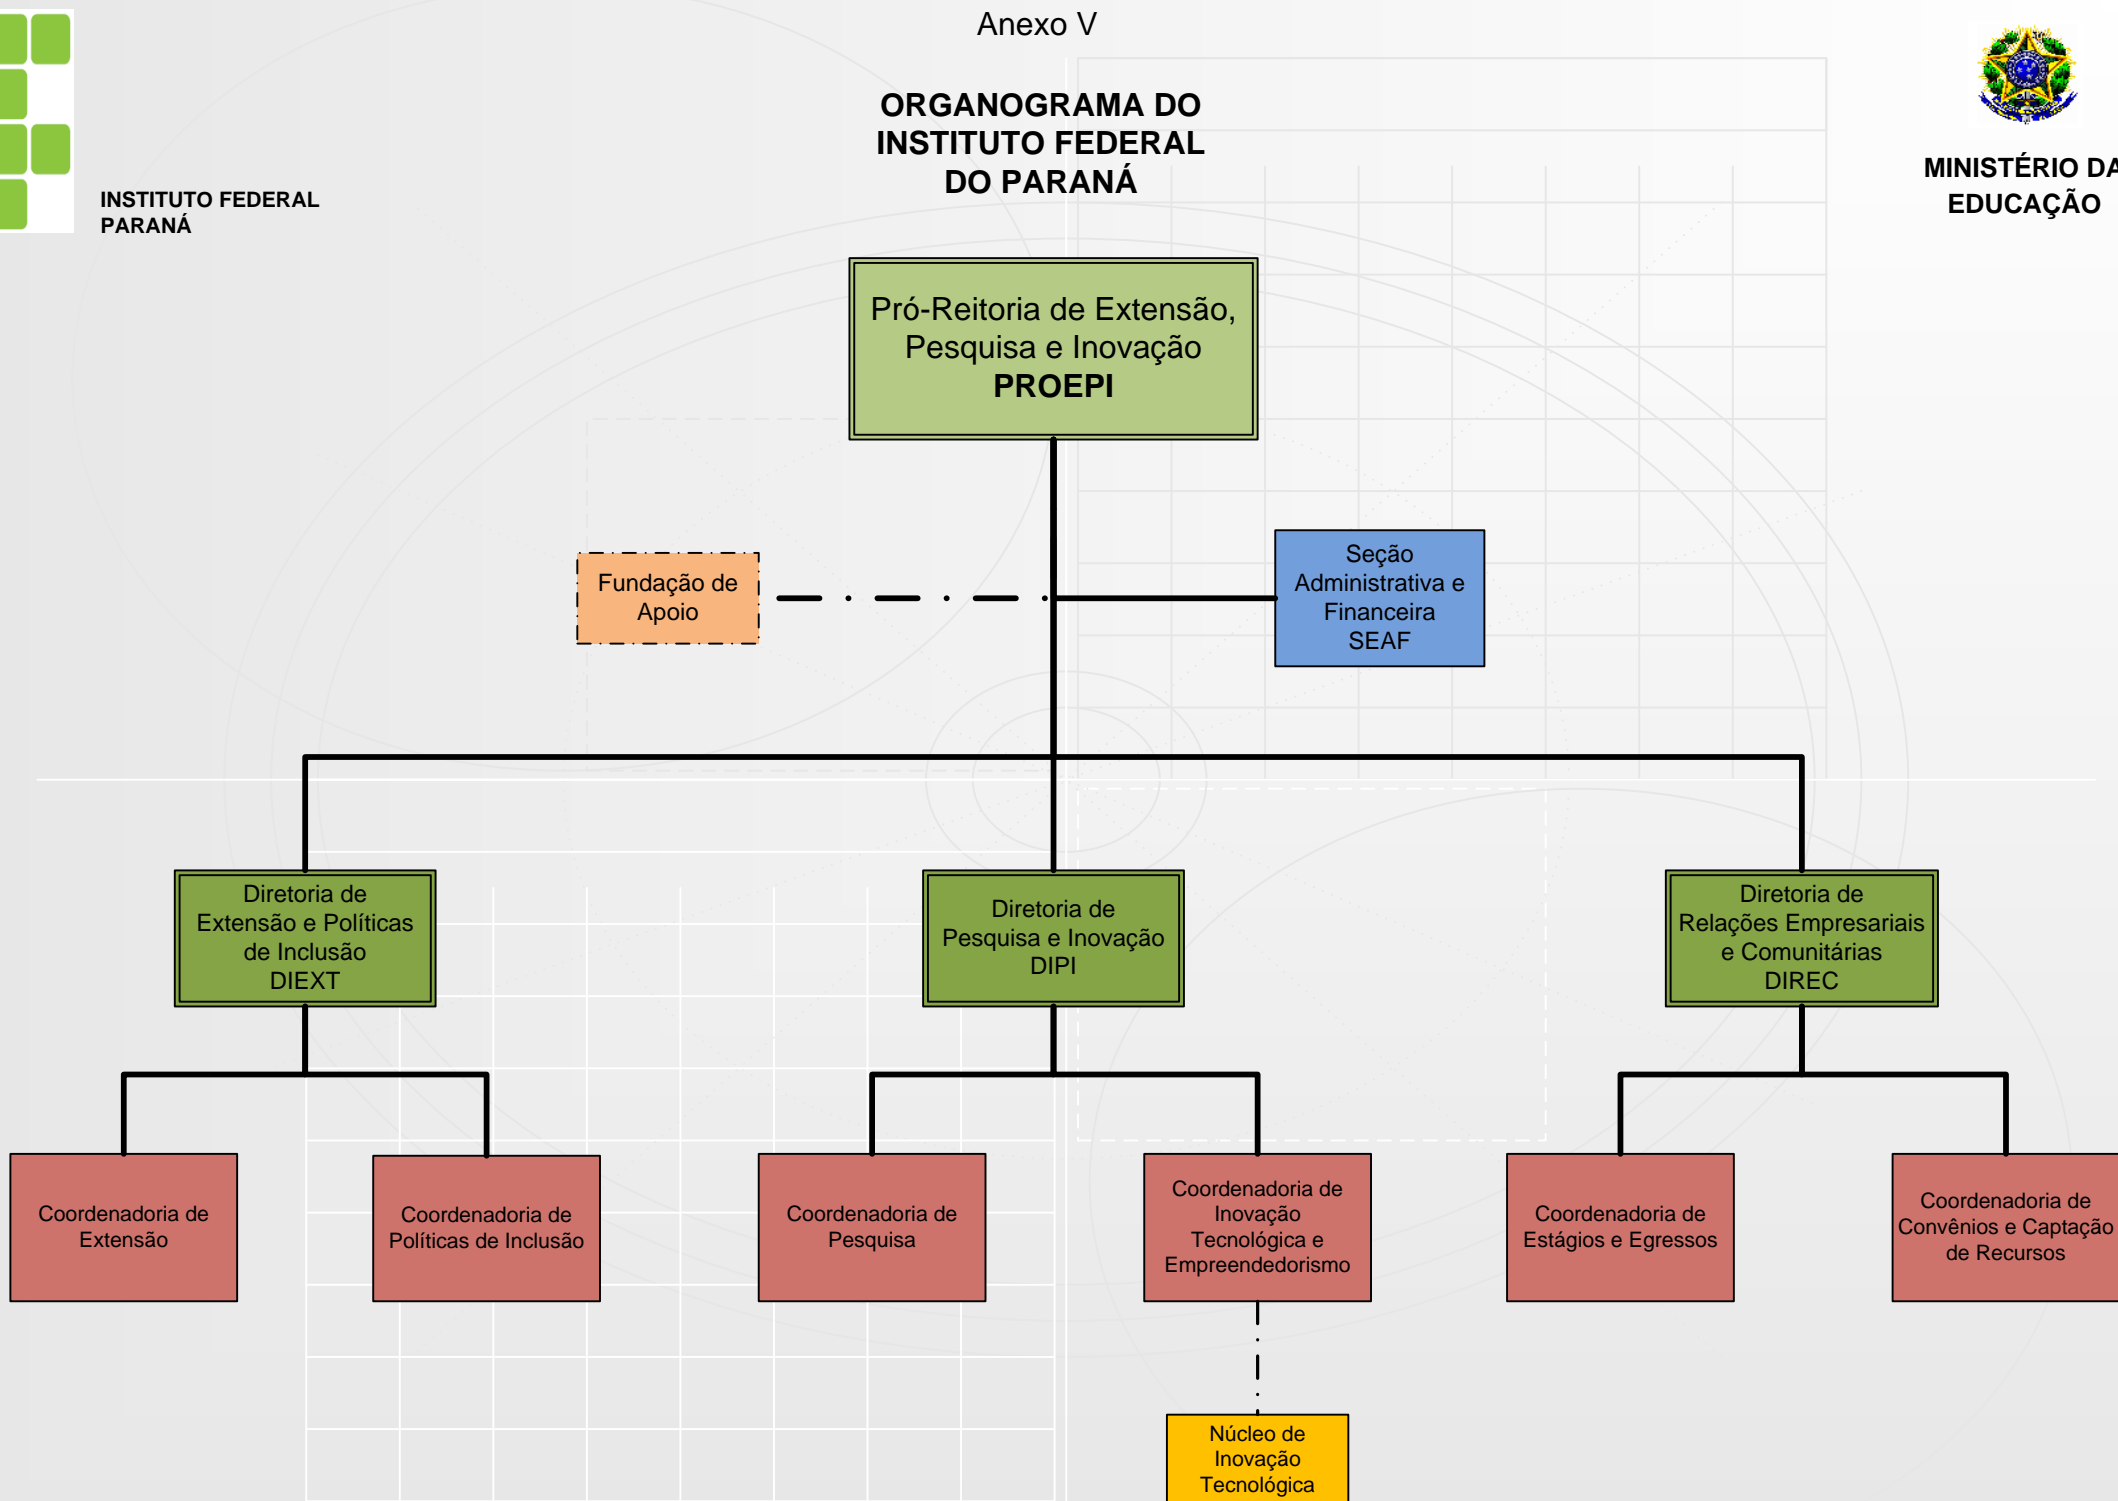 Anexo V
ORGANOGRAMA DO
INSTITUTO FEDERAL
DO PARANÁ
INSTITUTO FEDERAL
PARANÁ
MINISTÉRIO DA
EDUCAÇÃO
Pró-Reitoria de Extensão,
Pesquisa e Inovação
PROEPI
Fundação de
Apoio
Seção
Administrativa e
Financeira
SEAF
Diretoria de
Extensão e Políticas
de Inclusão
DIEXT
Diretoria de
Pesquisa e Inovação
DIPI
Diretoria de
Relações Empresariais
e Comunitárias
DIREC
Coordenadoria de
Extensão
Coordenadoria de
Políticas de Inclusão
Coordenadoria de
Pesquisa
Coordenadoria de
Inovação
Tecnológica e
Empreendedorismo
Coordenadoria de
Estágios e Egressos
Coordenadoria de
Convênios e Captação
de Recursos
Núcleo de
Inovação
Tecnológica